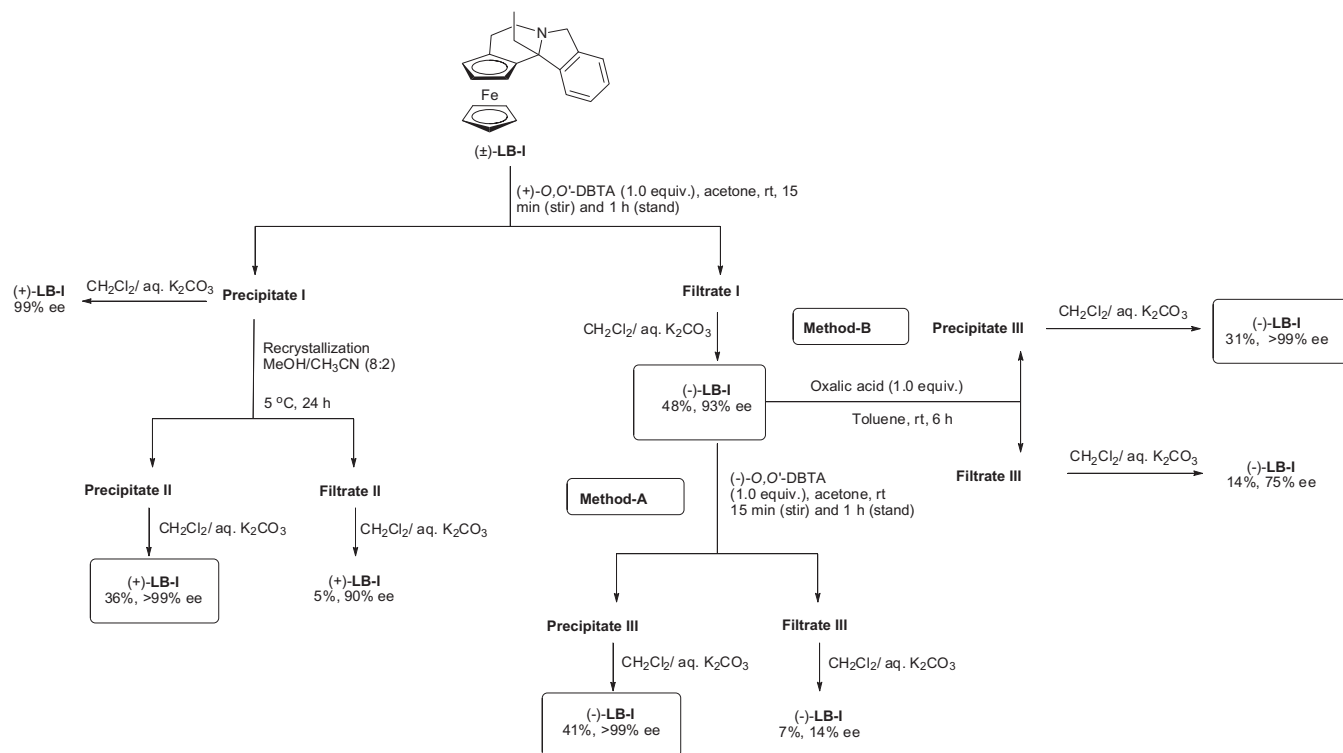 N
Fe
(±)-LB-I
(+)-O,O'-DBTA (1.0 equiv.), acetone, rt, 15
min (stir) and 1 h (stand)
(+)-LB-I
99% ee
CH₂Cl₂/ aq. K₂CO₃
Precipitate I
Filtrate I
CH₂Cl₂/ aq. K₂CO₃
Method-B
Precipitate III
CH₂Cl₂/ aq. K₂CO₃
(-)-LB-I
31%, >99% ee
Recrystallization
MeOH/CH₃CN (8:2)
5 ºC, 24 h
(-)-LB-I
48%, 93% ee
Oxalic acid (1.0 equiv.)
Toluene, rt, 6 h
Filtrate III
CH₂Cl₂/ aq. K₂CO₃
(-)-LB-I
14%, 75% ee
Precipitate II
Filtrate II
Method-A
(-)-O,O'-DBTA
(1.0 equiv.), acetone, rt
15 min (stir) and 1 h (stand)
CH₂Cl₂/ aq. K₂CO₃
CH₂Cl₂/ aq. K₂CO₃
(+)-LB-I
36%, >99% ee
(+)-LB-I
5%, 90% ee
Precipitate III
Filtrate III
CH₂Cl₂/ aq. K₂CO₃
CH₂Cl₂/ aq. K₂CO₃
(-)-LB-I
41%, >99% ee
(-)-LB-I
7%, 14% ee